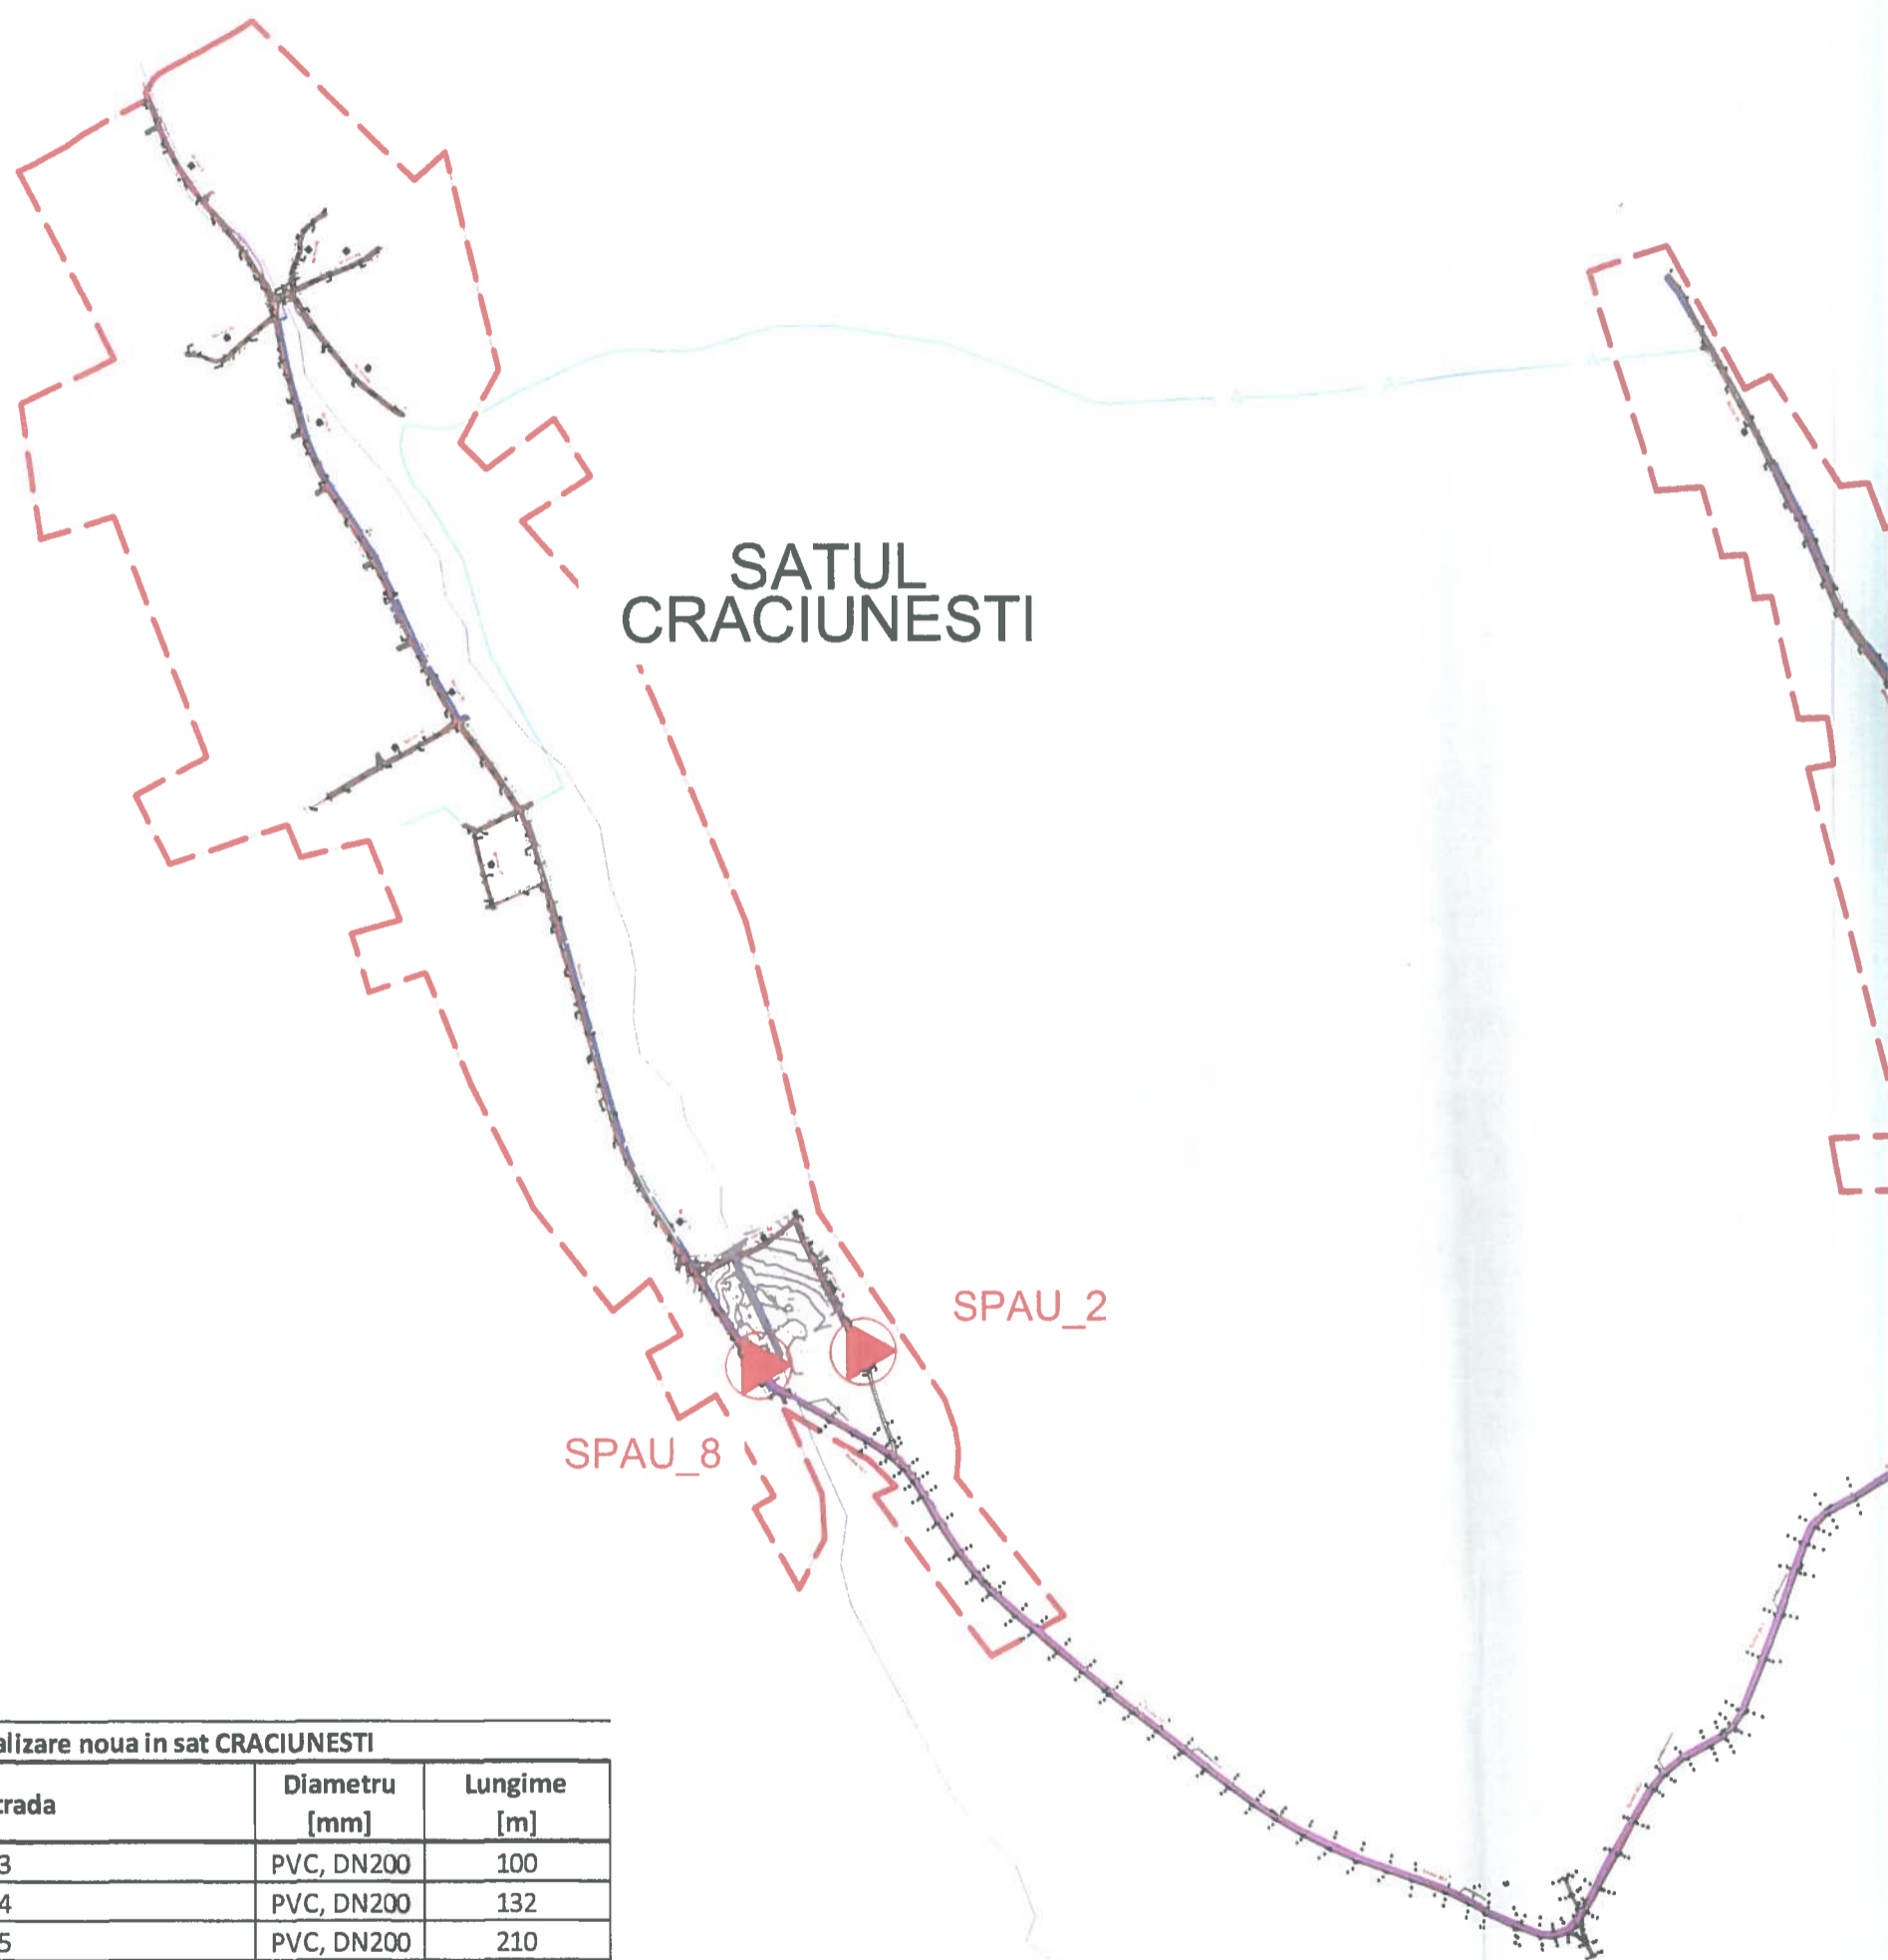 SATUL
CRACIUNESTI
SPAU_2
SPAU_8
alizare noua in sat CRACIUNESTI
trada
Diametru
[mm]
Lungime
[m]
3 PVC, DN200 100
4 PVC, DN200 132
5 PVC, DN200 210